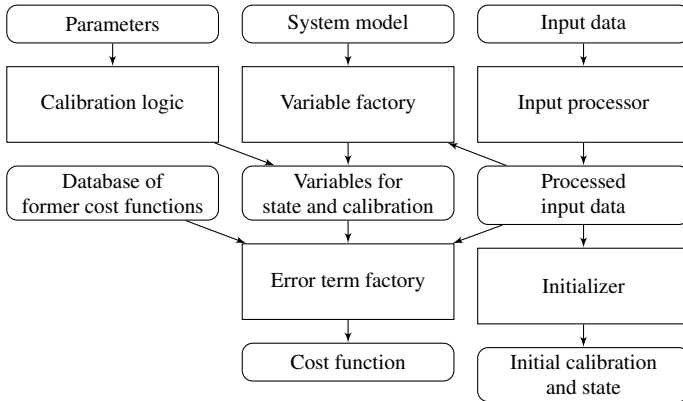 Parameters
System model
Input data
Calibration logic
Variable factory
Input processor
Database of
former cost functions
Variables for
state and calibration
Processed
input data
Error term factory
Initializer
Cost function
Initial calibration
and state